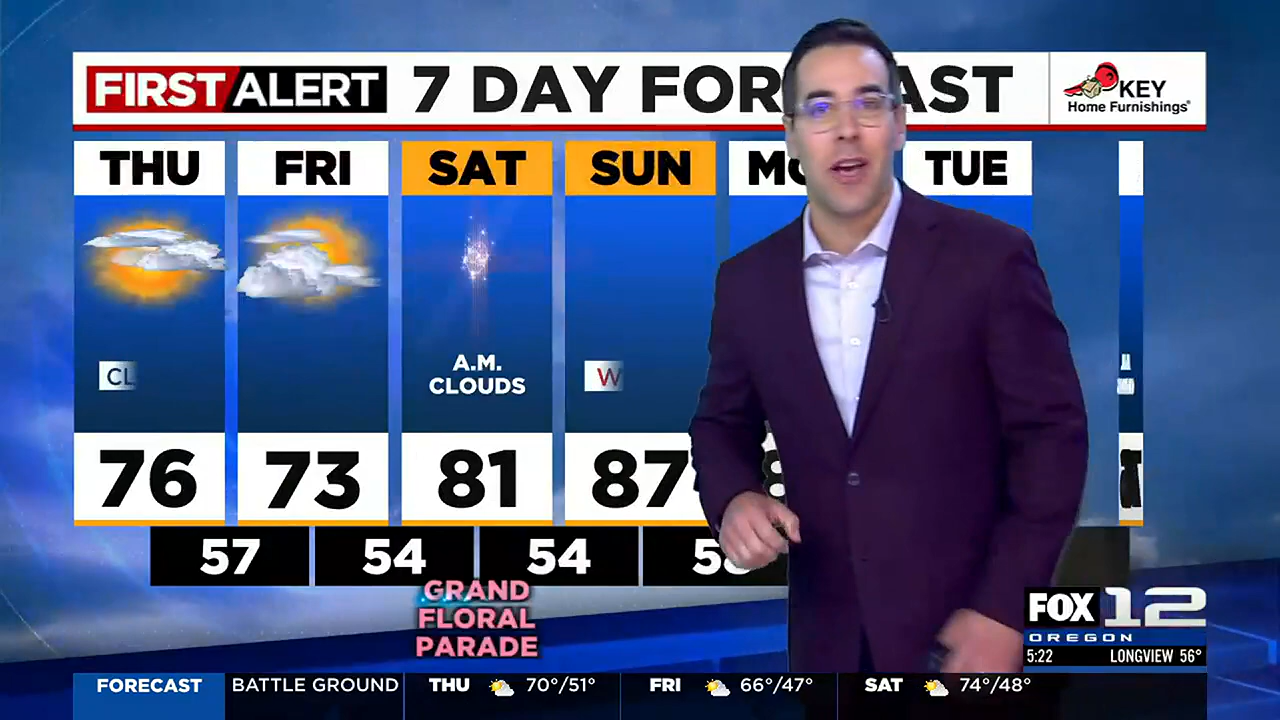 FIRST ALERT 7 DAY FOR AST
KEY
Home Furnishings
THU FRI SAT SUN MO TUE
A.M.
CLOUDS
CL
W
76 73 81 87
57 54 54
GRAND
FLORAL
PARADE
FOX 12
OREGON
5:22 LONGVIEW 56°
FORECAST BATTLE GROUND THU 70°/51° FRI 66°/47° SAT 74°/48°